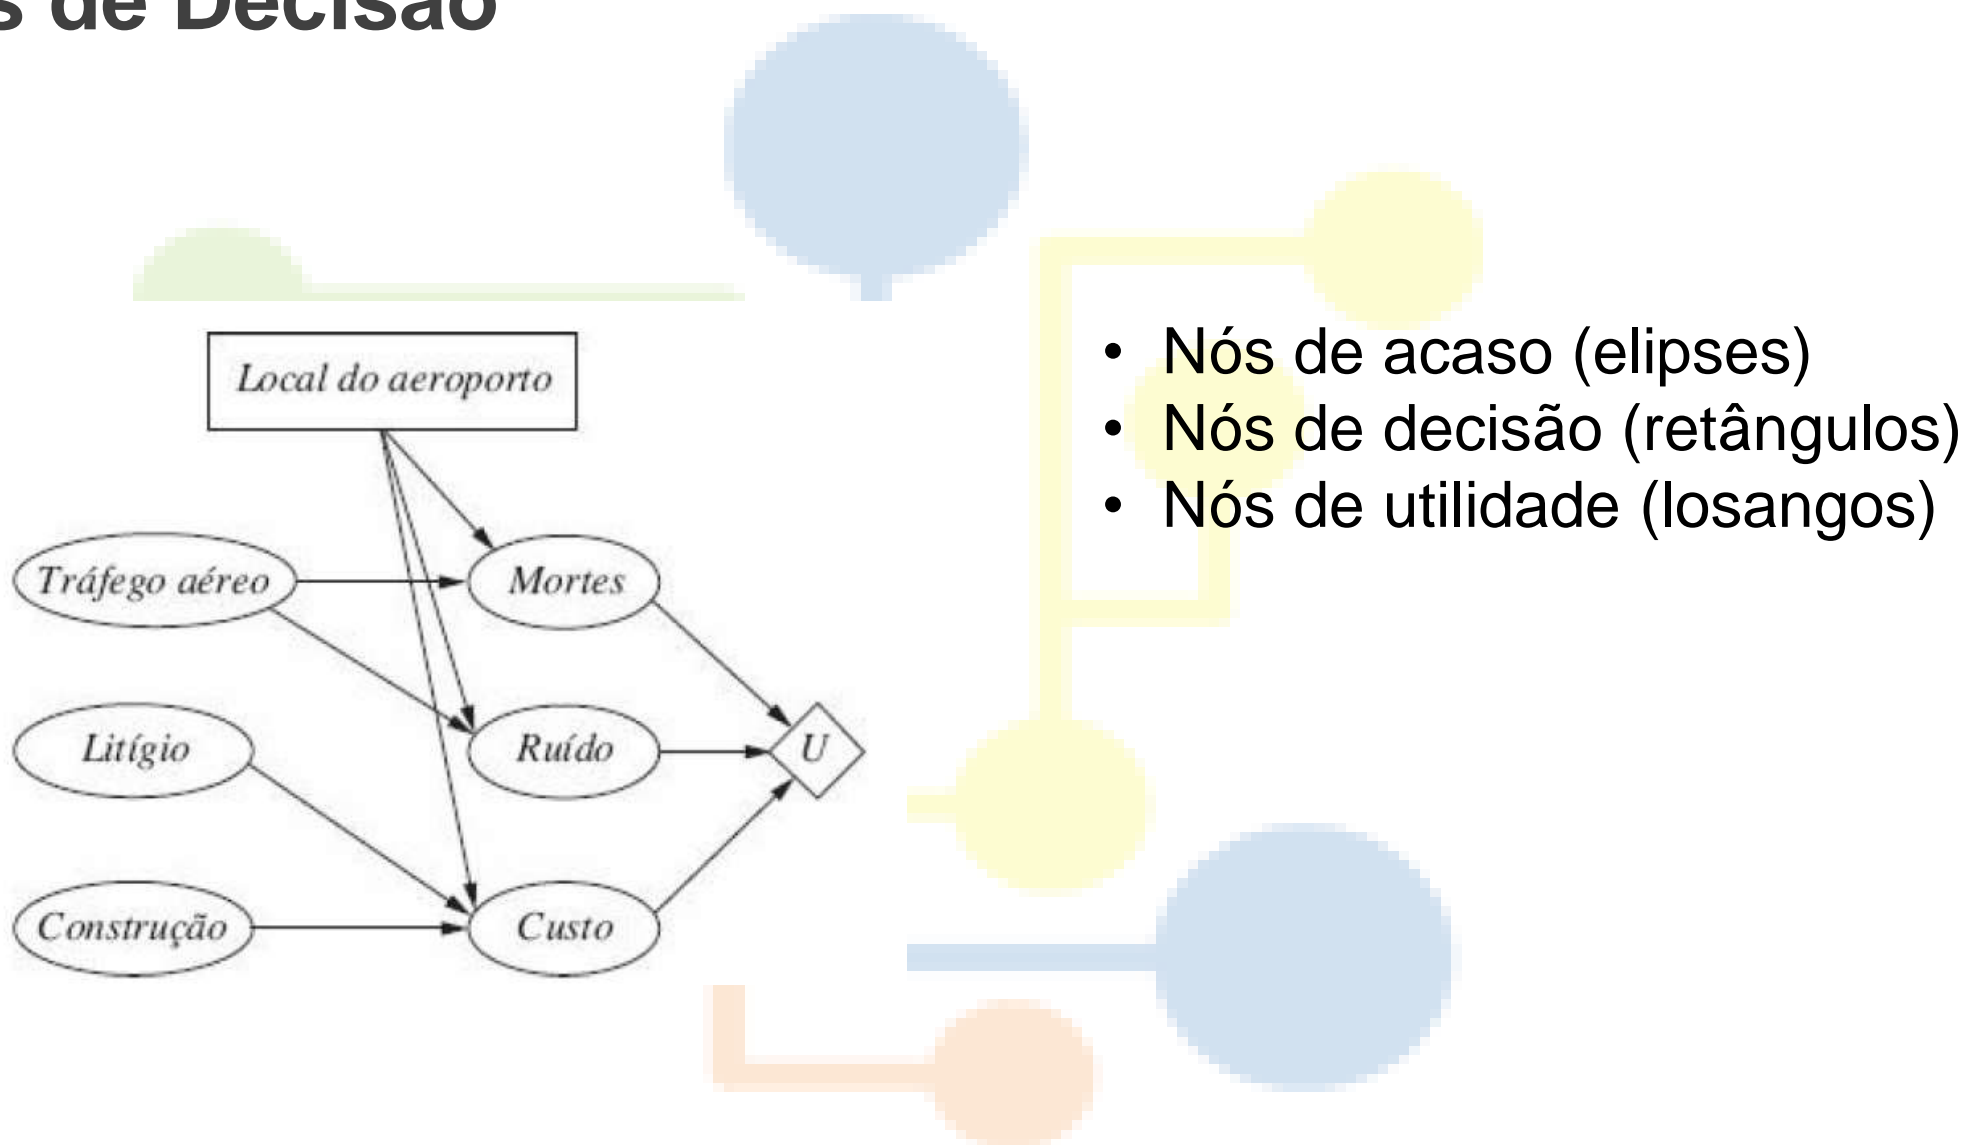 s de Decisão
Local do aeroporto
Tráfego aéreo
Mortes
Litígio
Ruído
U
Construção
Custo
• Nós de acaso (elipses)
• Nós de decisão (retângulos)
• Nós de utilidade (losangos)